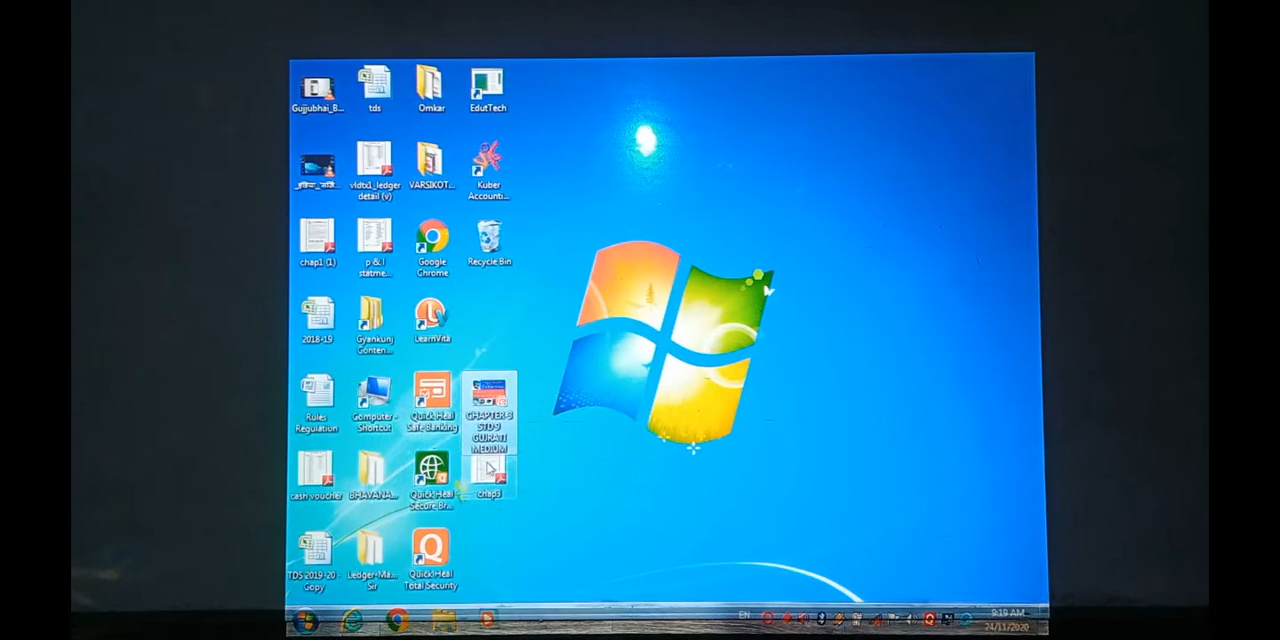 Gujjubhai_B...
tds
Omkar
EdutTech
vldtx1_ledger
detail (v)
VARSIKOT...
Kuber
Accounti...
chap1 (1)
p & l
statme...
Google
Chrome
Recycle Bin
2018-19
Gyankunj
Conten...
LearnVita
Rules
Regulation
Computer -
Shortcut
Quick Heal
Safe Banking
CHAPTER-3
STD 9
GUJRATI
MEDIUM
cash voucher
BHAVANA...
Quick Heal
Secure Br...
chap3
TDS 2019-20 -
Copy
Ledger-Ma...
Sir
Quick Heal
Total Security
EN
9:19 AM
24/11/2020